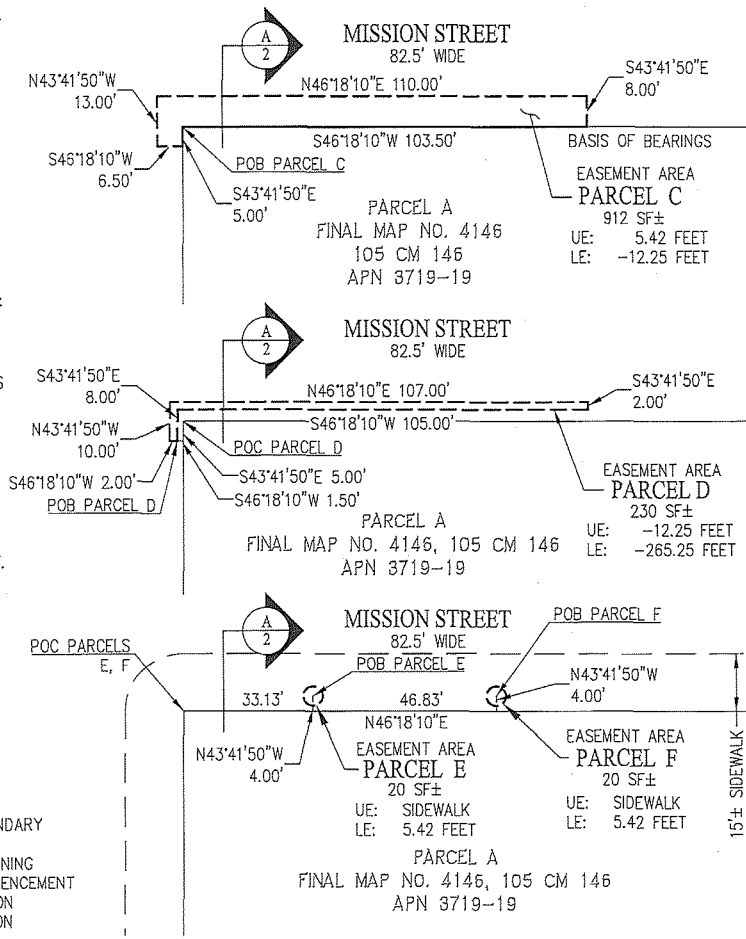 A
2
MISSION STREET
82.5' WIDE
N43°41'50"W
13.00'
N46°18'10"E 110.00'
S43°41'50"E
8.00'
S46°18'10"W 103.50'
BASIS OF BEARINGS
S46°18'10"W
6.50'
POB PARCEL C
S43°41'50"E
5.00'
EASEMENT AREA
PARCEL C
912 SF±
UE: 5.42 FEET
LE: -12.25 FEET
PARCEL A
FINAL MAP NO. 4146
105 CM 146
APN 3719-19
A
2
MISSION STREET
82.5' WIDE
S
S43°41'50"E
8.00'
N46°18'10"E 107.00'
S43°41'50"E
2.00'
N43°41'50"W
10.00'
S46°18'10"W 105.00'
POC PARCEL D
S46°18'10"W 2.00'
S43°41'50"E 5.00'
POB PARCEL D
S46°18'10"W 1.50'
EASEMENT AREA
PARCEL D
230 SF±
UE: -12.25 FEET
LE: -265.25 FEET
PARCEL A
FINAL MAP NO. 4146, 105 CM 146
APN 3719-19
A
2
MISSION STREET
82.5' WIDE
POB PARCEL F
POC PARCELS
E, F
POB PARCEL E
N43°41'50"W
4.00'
33.13'
46.83'
N46°18'10"E
N43°41'50"W
4.00'
EASEMENT AREA
PARCEL E
20 SF±
UE: SIDEWALK
LE: 5.42 FEET
EASEMENT AREA
PARCEL F
20 SF±
UE: SIDEWALK
LE: 5.42 FEET
15'± SIDEWALK
PARCEL A
FINAL MAP NO. 4146, 105 CM 146
APN 3719-19
NDARY
NING
ENCEMENT
ON
ON